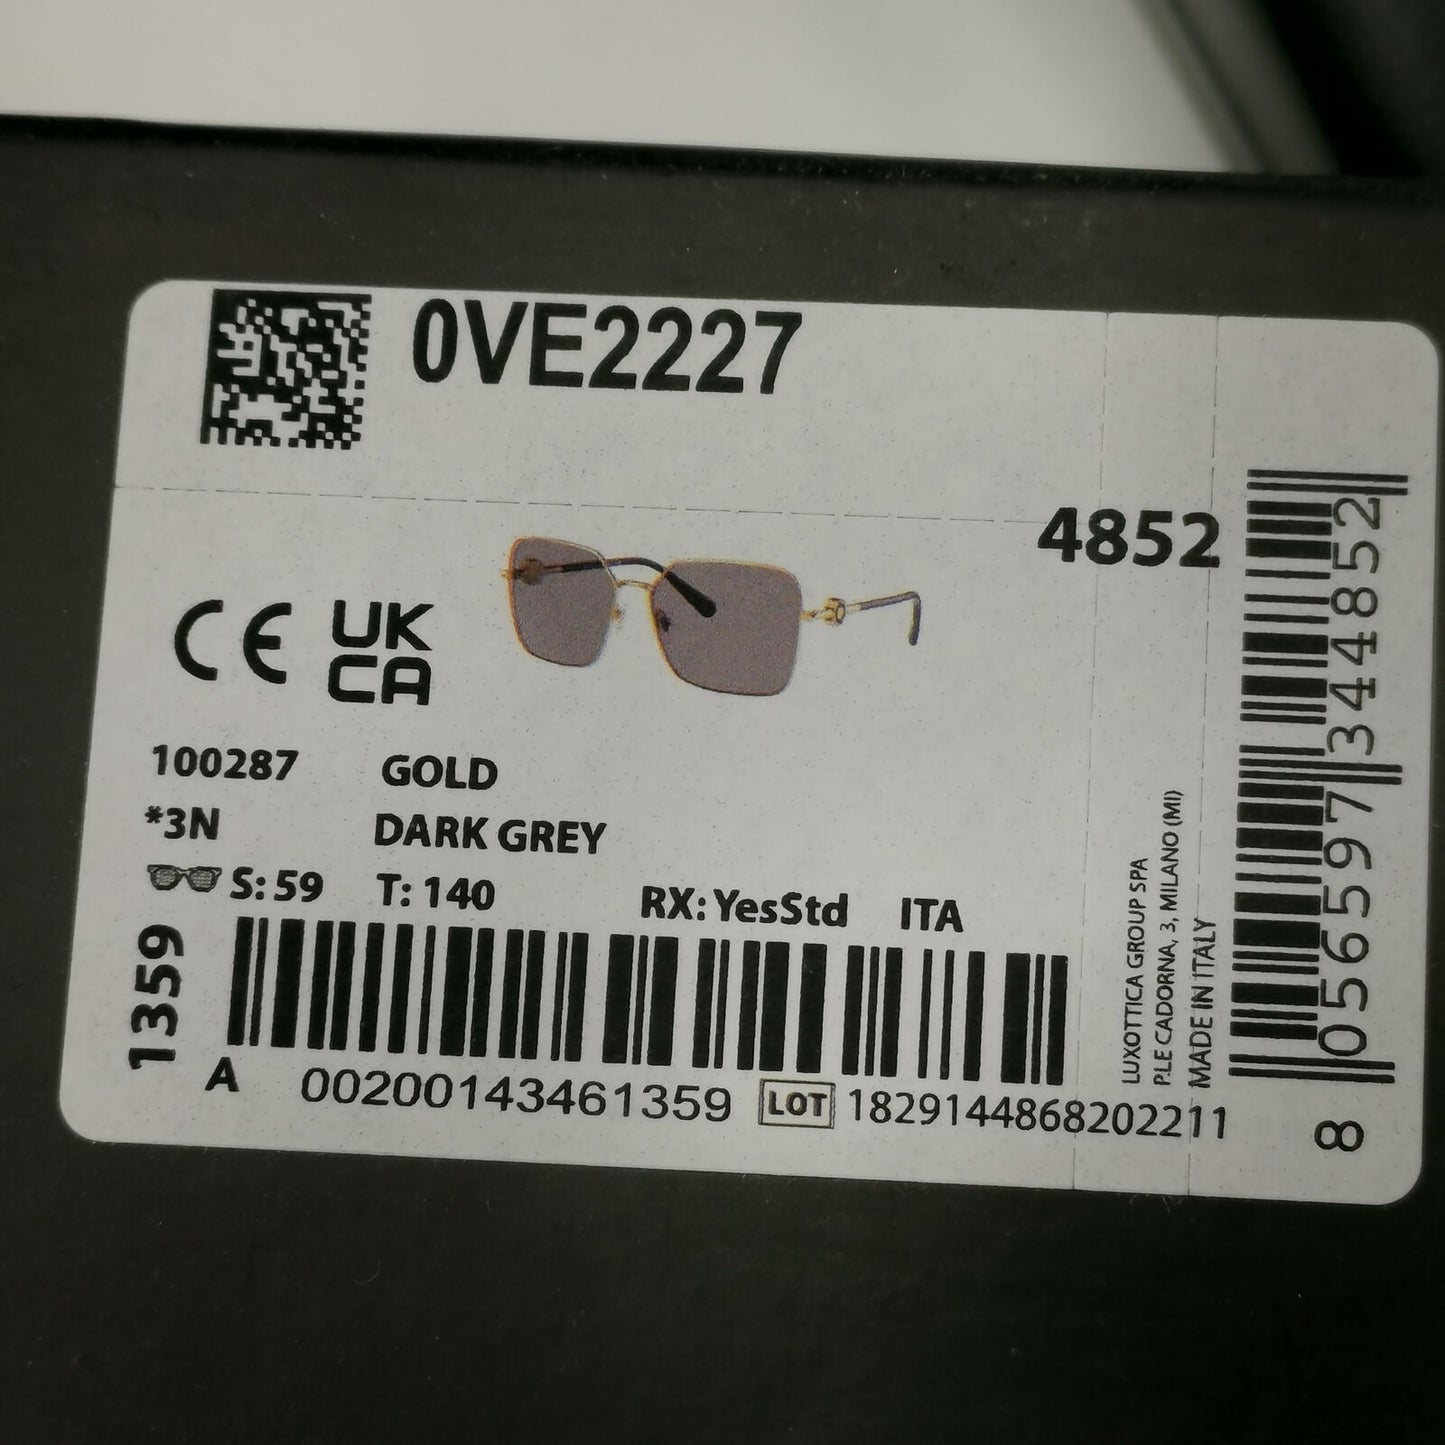 0VE2227
4852
CE UK
CA
100287 GOLD
*3N DARK GREY
S: 59 T: 140 RX: YesStd ITA
1359
A 00200143461359 LOT 1829144868202211
LUXOTTICA GROUP SPA
P.LE CADORNA, 3, MILANO (MI)
MADE IN ITALY
8 056597 344852